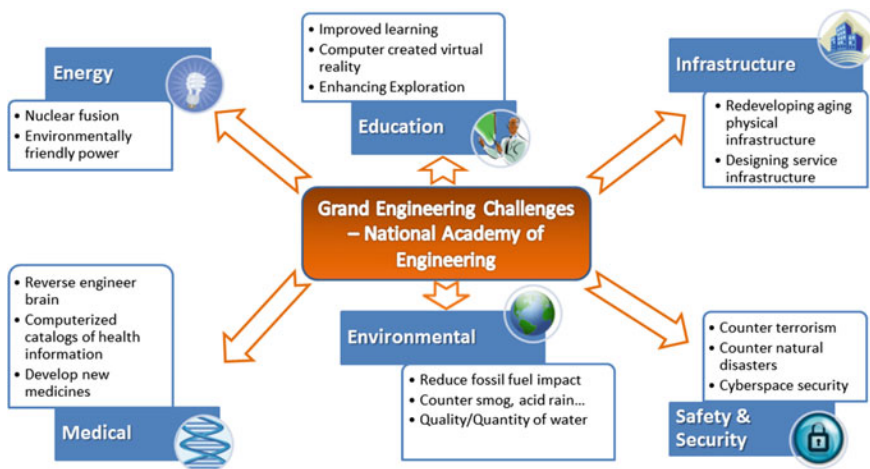 Energy
• Nuclear fusion
• Environmentally
friendly power
• Improved learning
• Computer created virtual
reality
• Enhancing Exploration
Education
Infrastructure
• Redeveloping aging
physical
infrastructure
• Designing service
infrastructure
Grand Engineering Challenges
– National Academy of
Engineering
• Reverse engineer
brain
• Computerized
catalogs of health
information
• Develop new
medicines
Medical
Environmental
• Reduce fossil fuel impact
• Counter smog, acid rain...
• Quality/Quantity of water
• Counter terrorism
• Counter natural
disasters
• Cyberspace security
Safety &
Security